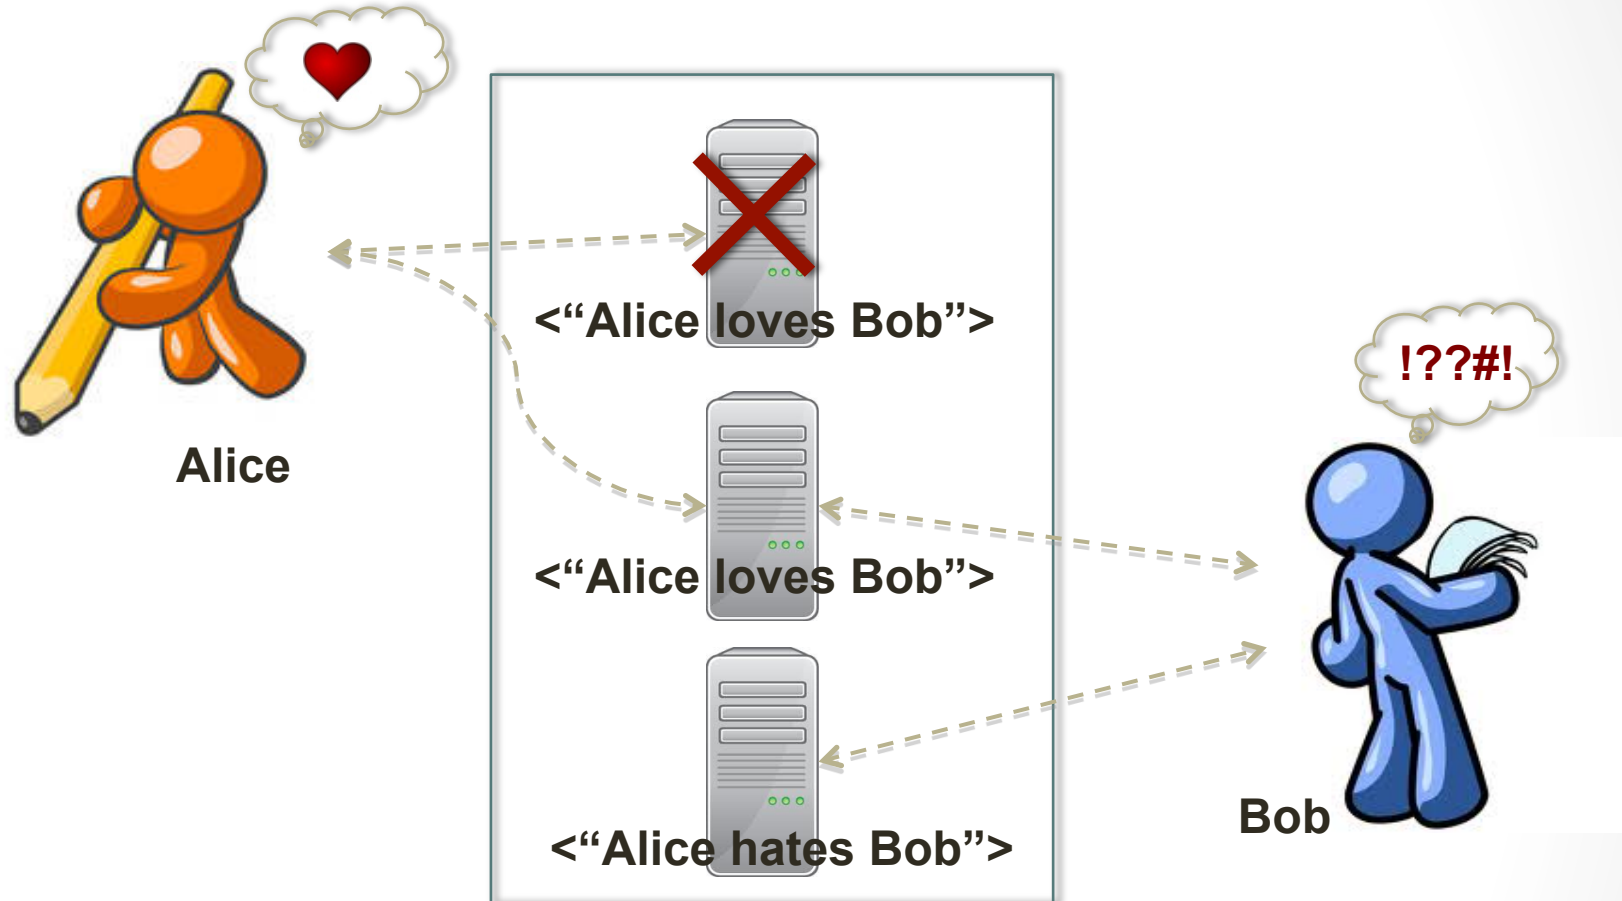 <“Alice loves Bob”>
!??#!
Alice
<“Alice loves Bob”>
Bob
<“Alice hates Bob”>